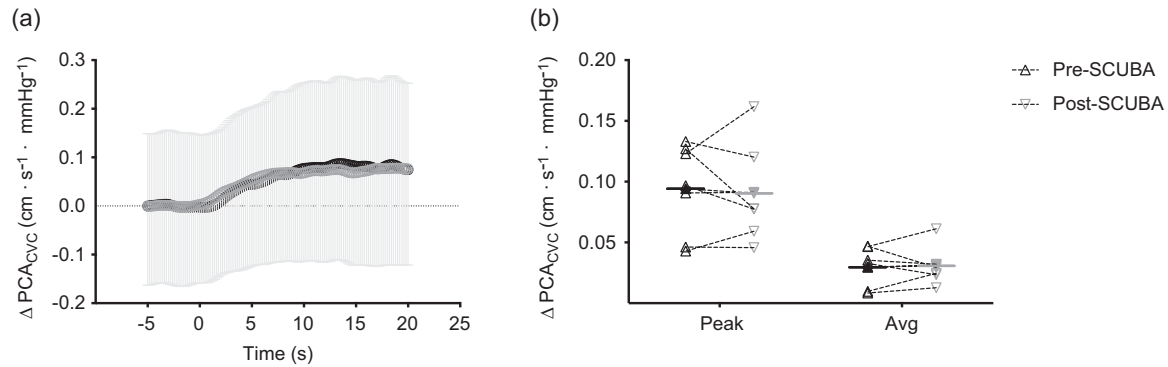 (a)
0.3
0.2
0.1
0.0
-0.1
-0.2
Δ PCA_CVC (cm · s⁻¹ · mmHg⁻¹)
-5 0 5 10 15 20 25
Time (s)
(b)
0.20
0.15
0.10
0.05
Δ PCA_CVC (cm · s⁻¹ · mmHg⁻¹)
Peak Avg
Pre-SCUBA
Post-SCUBA